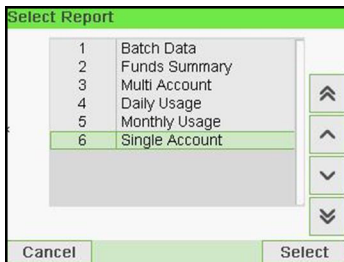 Select Report
1 Batch Data
2 Funds Summary
3 Multi Account
4 Daily Usage
5 Monthly Usage
6 Single Account
Cancel Select